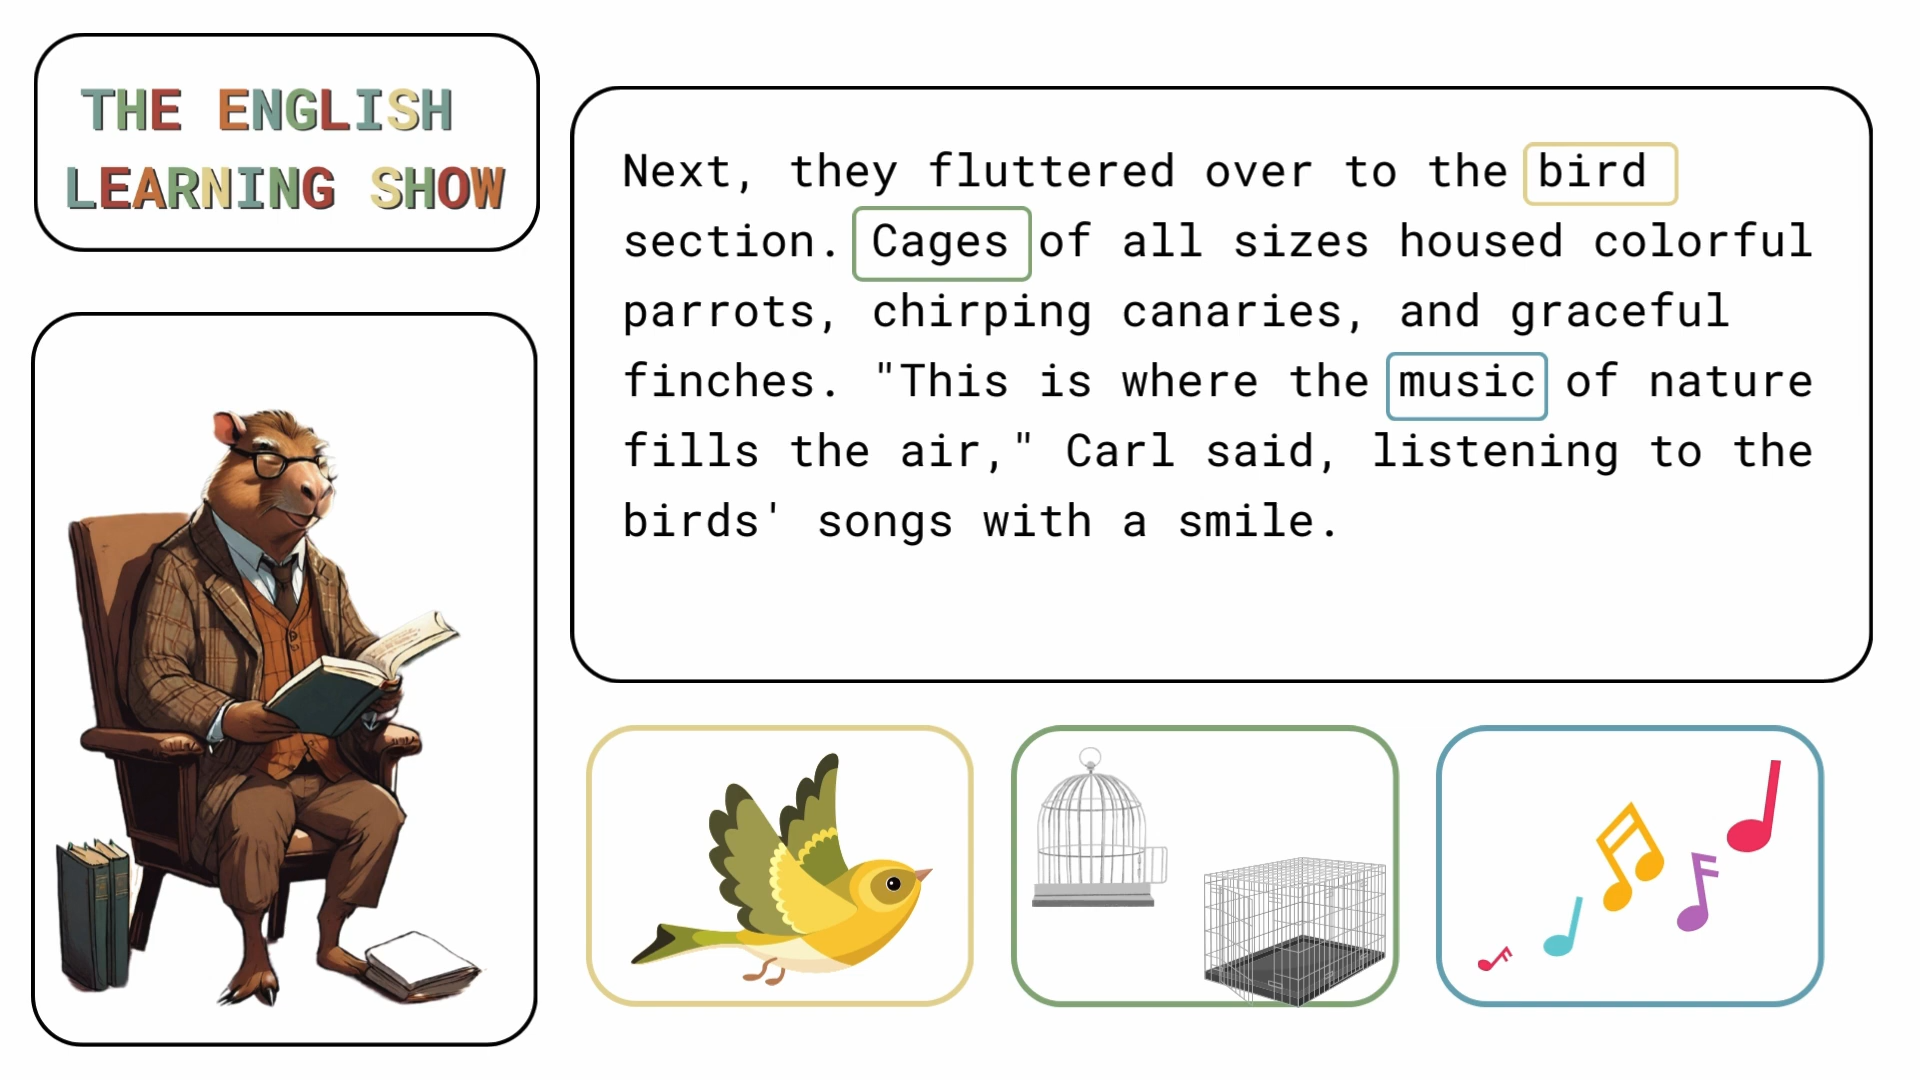 THE ENGLISH
LEARNING SHOW
Next, they fluttered over to the bird
section. Cages of all sizes housed colorful
parrots, chirping canaries, and graceful
finches. "This is where the music of nature
fills the air," Carl said, listening to the
birds' songs with a smile.